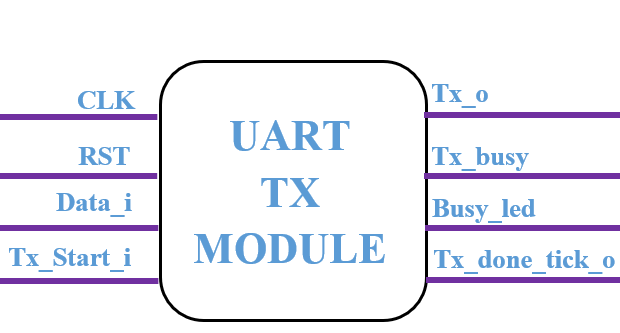 CLK
RST
Data_i
Tx_Start_i
UART
TX
MODULE
Tx_o
Tx_busy
Busy_led
Tx_done_tick_o